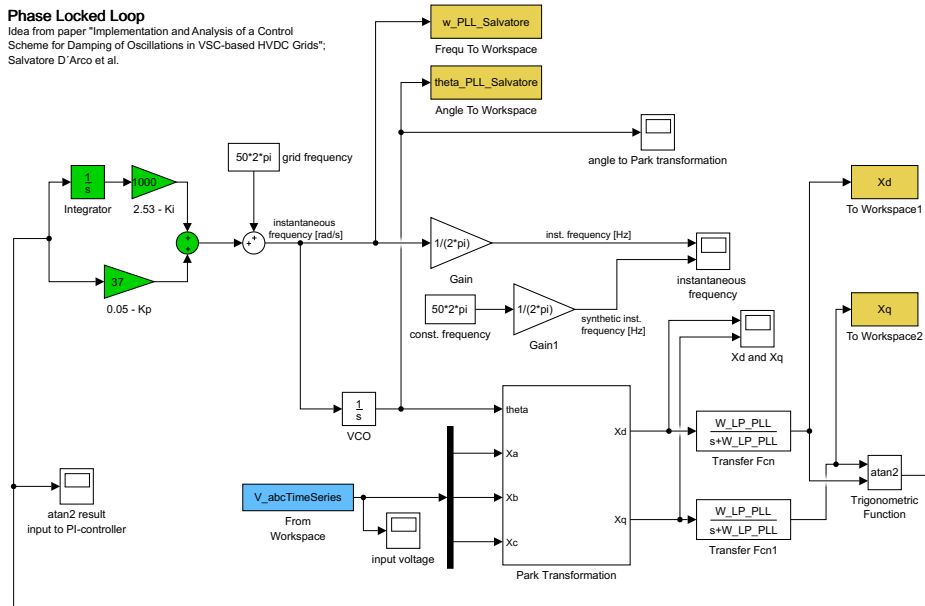 Phase Locked Loop
Idea from paper "Implementation and Analysis of a Control
Scheme for Damping of Oscillations in VSC-based HVDC Grids";
Salvatore D´Arco et al.
w_PLL_Salvatore
Frequ To Workspace
theta_PLL_Salvatore
Angle To Workspace
angle to Park transformation
50*2*pi
grid frequency
1
s
Integrator
1000
2.53 - Ki
+
+
+
+
instantaneous
frequency [rad/s]
37
0.05 - Kp
1/(2*pi)
Gain
inst. frequency [Hz]
instantaneous
frequency
50*2*pi
const. frequency
1/(2*pi)
Gain1
synthetic inst.
frequency [Hz]
Xd
To Workspace1
Xq
To Workspace2
Xd and Xq
1
s
VCO
theta
Xa
Xb
Xc
Xd
Xq
Park Transformation
W_LP_PLL
s+W_LP_PLL
Transfer Fcn
W_LP_PLL
s+W_LP_PLL
Transfer Fcn1
atan2
Trigonometric
Function
atan2 result
input to PI-controller
V_abcTimeSeries
From
Workspace
input voltage